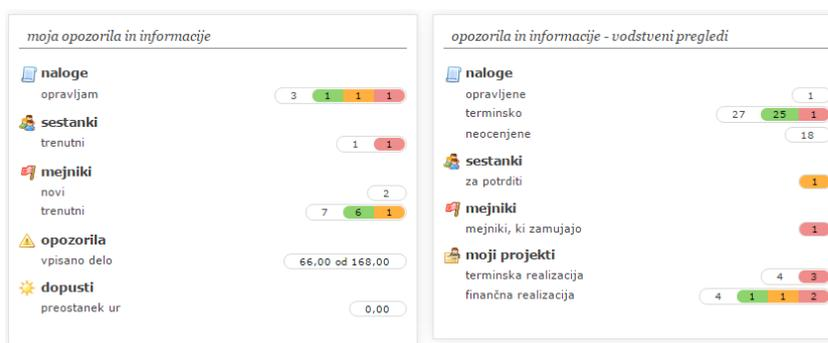 moja opozorila in informacije
naloge
opravljam 3 1 1 1
sestanki
trenutni 1 1
mejniki
novi 2
trenutni 7 6 1
opozorila
vpisano delo 66,00 od 168,00
dopusti
preostanek ur 0,00
opozorila in informacije - vodstveni pregledi
naloge
opravljene 1
terminsko 27 25 1
neocenjene 18
sestanki
za potrditi 1
mejniki
mejniki, ki zamujajo 1
moji projekti
terminska realizacija 4 3
finančna realizacija 4 1 1 2